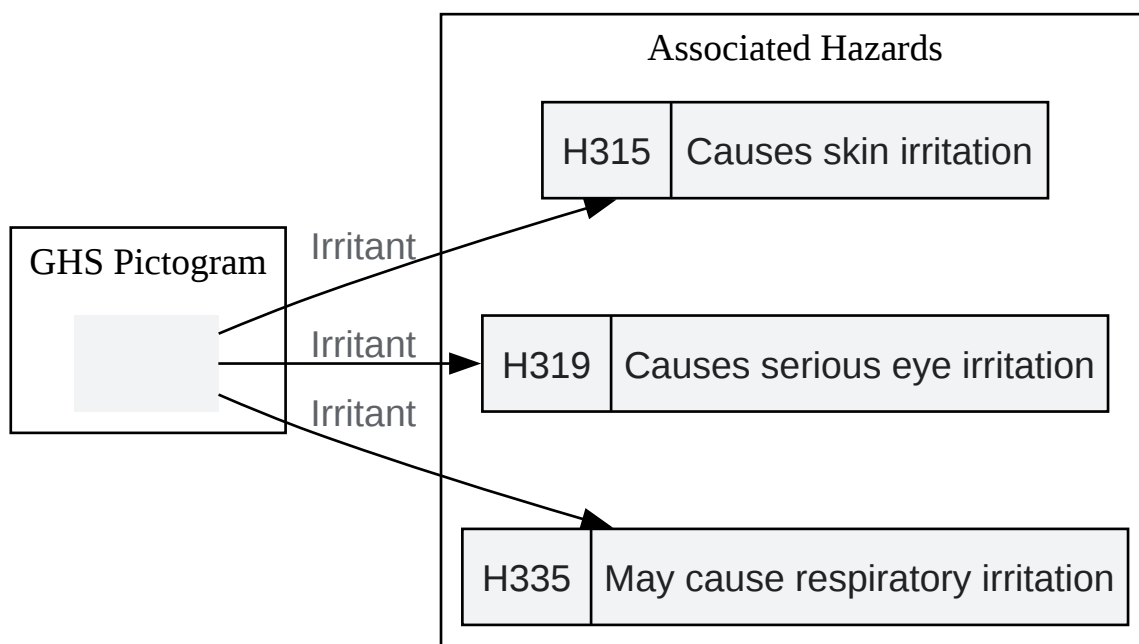 Associated Hazards
H315 Causes skin irritation
Irritant
GHS Pictogram
Irritant
H319 Causes serious eye irritation
Irritant
H335 May cause respiratory irritation